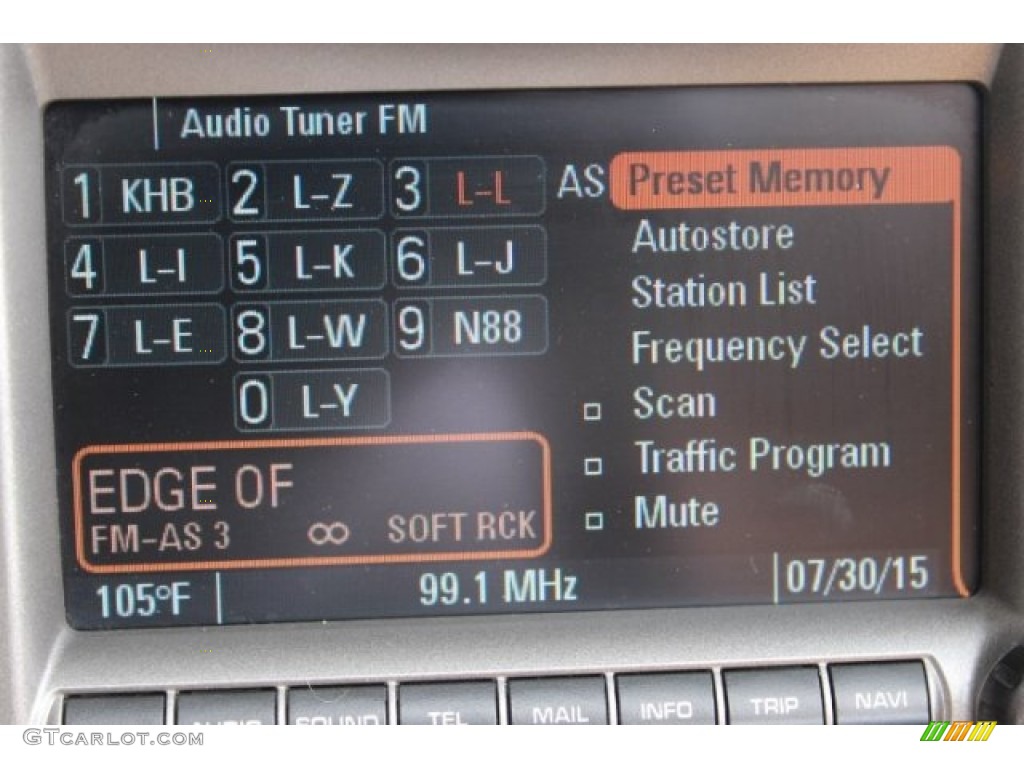 Audio Tuner FM
1 KHB... 2 L-Z 3 L-L AS Preset Memory
4 L-I 5 L-K 6 L-J Autostore
Station List
7 L-E... 8 L-W 9 N88 Frequency Select
0 L-Y Scan
EDGE OF Traffic Program
FM-AS 3 ∞ SOFT RCK Mute
105°F 99.1 MHz 07/30/15
AUDIO SOUND TEL MAIL INFO TRIP NAVI
GTcarlot.com